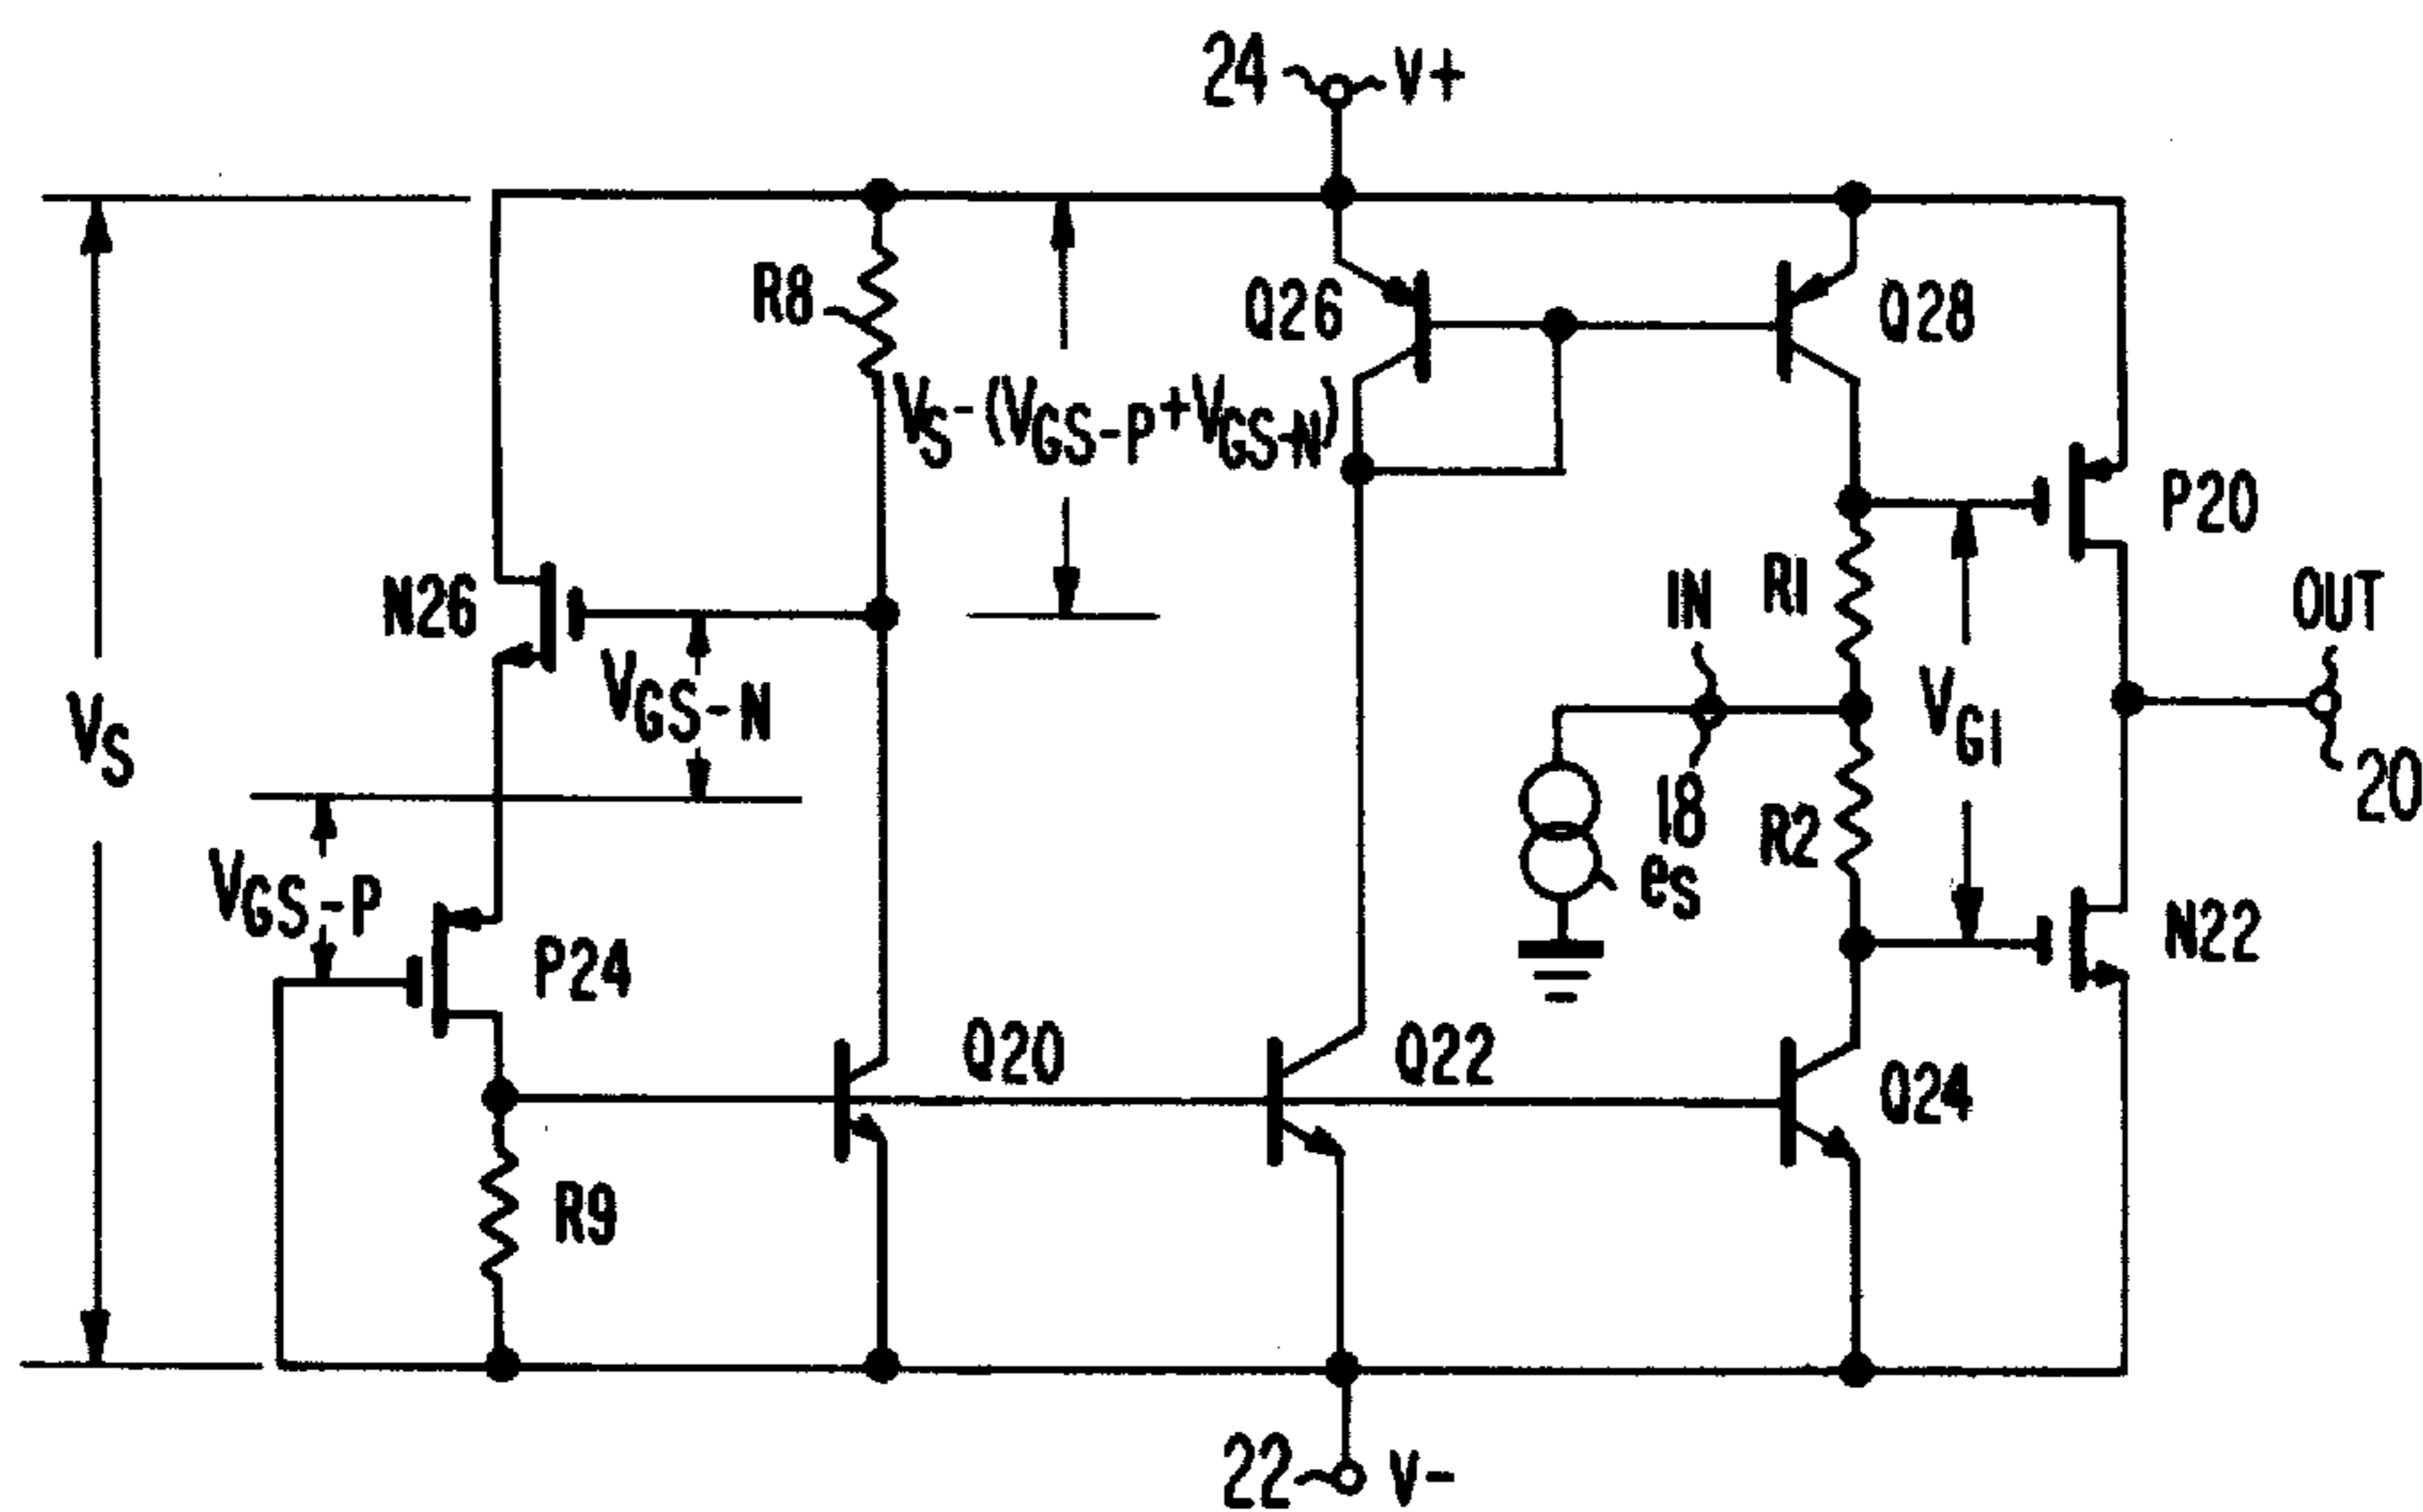 24 V+
R8
Q26
Q28
VS-(VGS-P+VGS-N)
P20
N26
IN
R1
OUT
VGS-N
VS
VG1
18
20
R2
eS
VGS-P
N22
P24
Q20
Q22
Q24
R9
22 V-